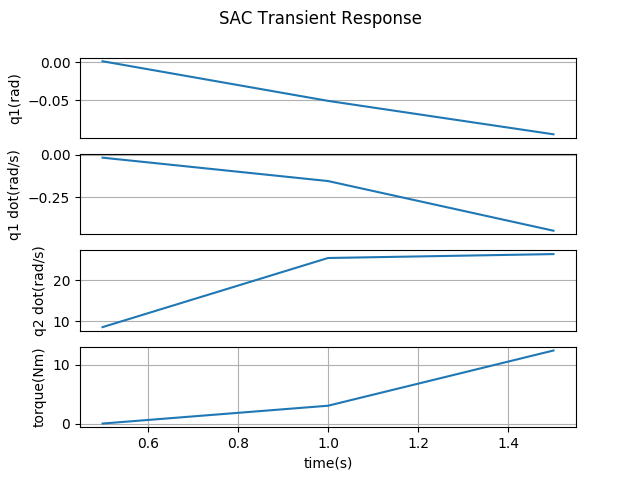 SAC Transient Response
q1(rad)
0.00
−0.05
q1 dot(rad/s)
0.00
−0.25
q2 dot(rad/s)
20
10
torque(Nm)
10
0
0.6 0.8 1.0 1.2 1.4
time(s)